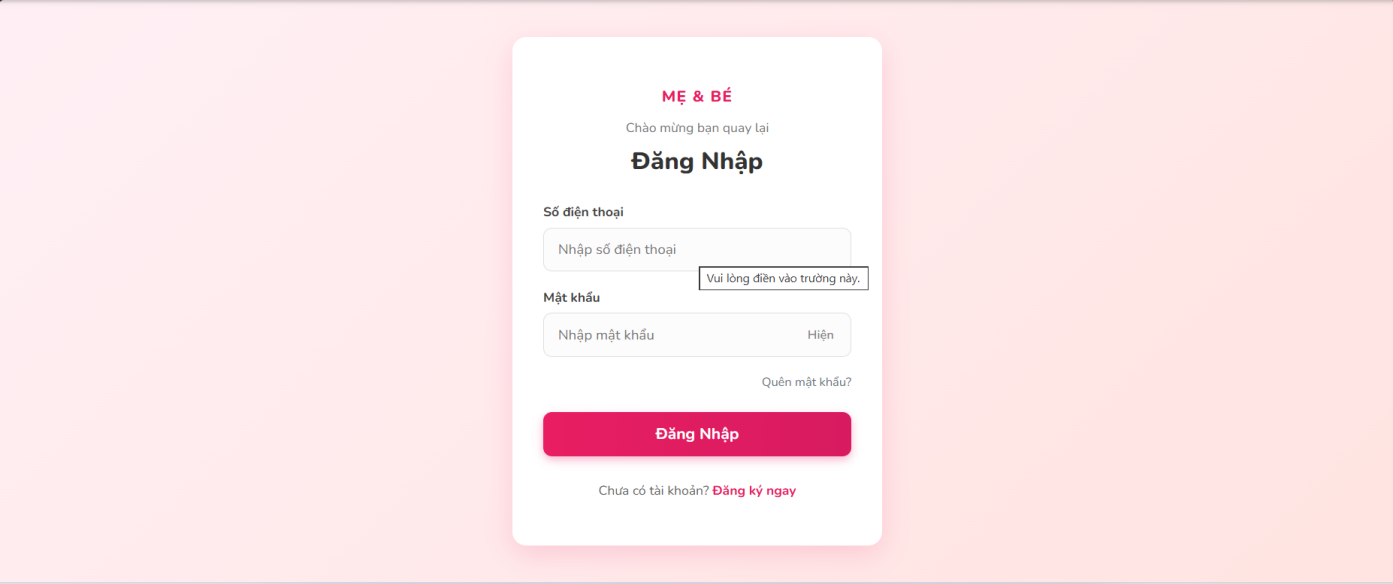 MẸ & BÉ
Chào mừng bạn quay lại
Đăng Nhập
Số điện thoại
Nhập số điện thoại
Vui lòng điền vào trường này.
Mật khẩu
Nhập mật khẩu Hiện
Quên mật khẩu?
Đăng Nhập
Chưa có tài khoản? Đăng ký ngay